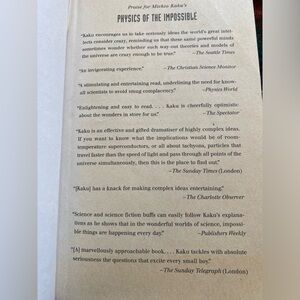 Praise for Michio Kaku's
PHYSICS OF THE IMPOSSIBLE
"Kaku encourages us to take seriously ideas the world's great intel-
lects consider crazy, reminding us that these same powerful minds
sometimes wonder whether such way-out theories and models of
the universe are crazy enough to be true." —The Seattle Times
"An invigorating experience." —The Christian Science Monitor
"A stimulating and entertaining read, underlining the need for know-
all scientists to avoid smug complacency." —Physics World
"Enlightening and easy to read. . . . Kaku is cheerfully optimistic
about the wonders in store for us." —The Spectator
"Kaku is an effective and gifted dramatiser of highly complex ideas.
If you want to know what the implications would be of room-
temperature superconductors, or all about tachyons, particles that
travel faster than the speed of light and pass through all points of the
universe simultaneously, then this is the place to find out."
—The Sunday Times (London)
"[Kaku] has a knack for making complex ideas entertaining."
—The Charlotte Observer
"Science and science fiction buffs can easily follow Kaku's explana-
tions as he shows that in the wonderful worlds of science, impossi-
ble things are happening every day." —Publishers Weekly
"[A] marvellously approachable book. . . . Kaku tackles with absolute
seriousness the questions that excite every small boy."
—The Sunday Telegraph (London)